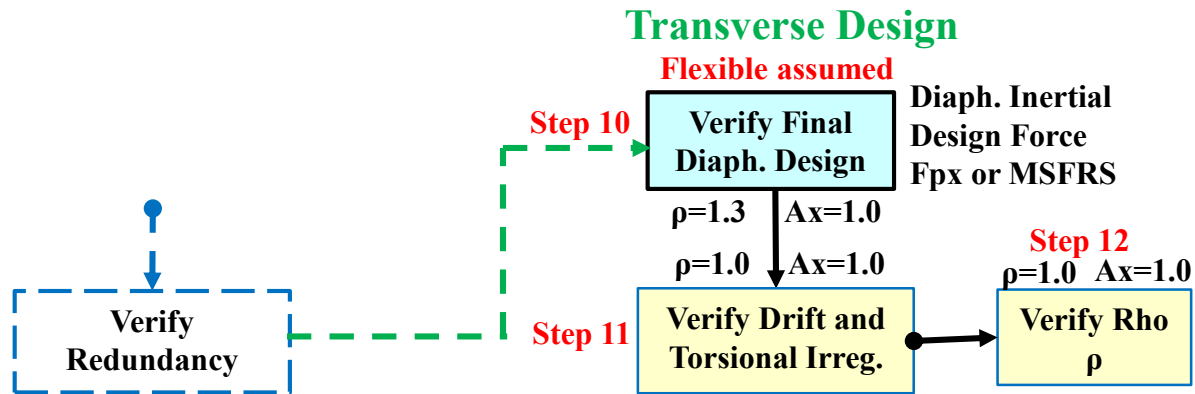 Transverse Design
Flexible assumed
Step 10
Verify Final
Diaph. Design
Diaph. Inertial
Design Force
Fpx or MSFRS
ρ=1.3 Ax=1.0
ρ=1.0 Ax=1.0
Verify
Redundancy
Step 11
Verify Drift and
Torsional Irreg.
Step 12
ρ=1.0 Ax=1.0
Verify Rho
ρ